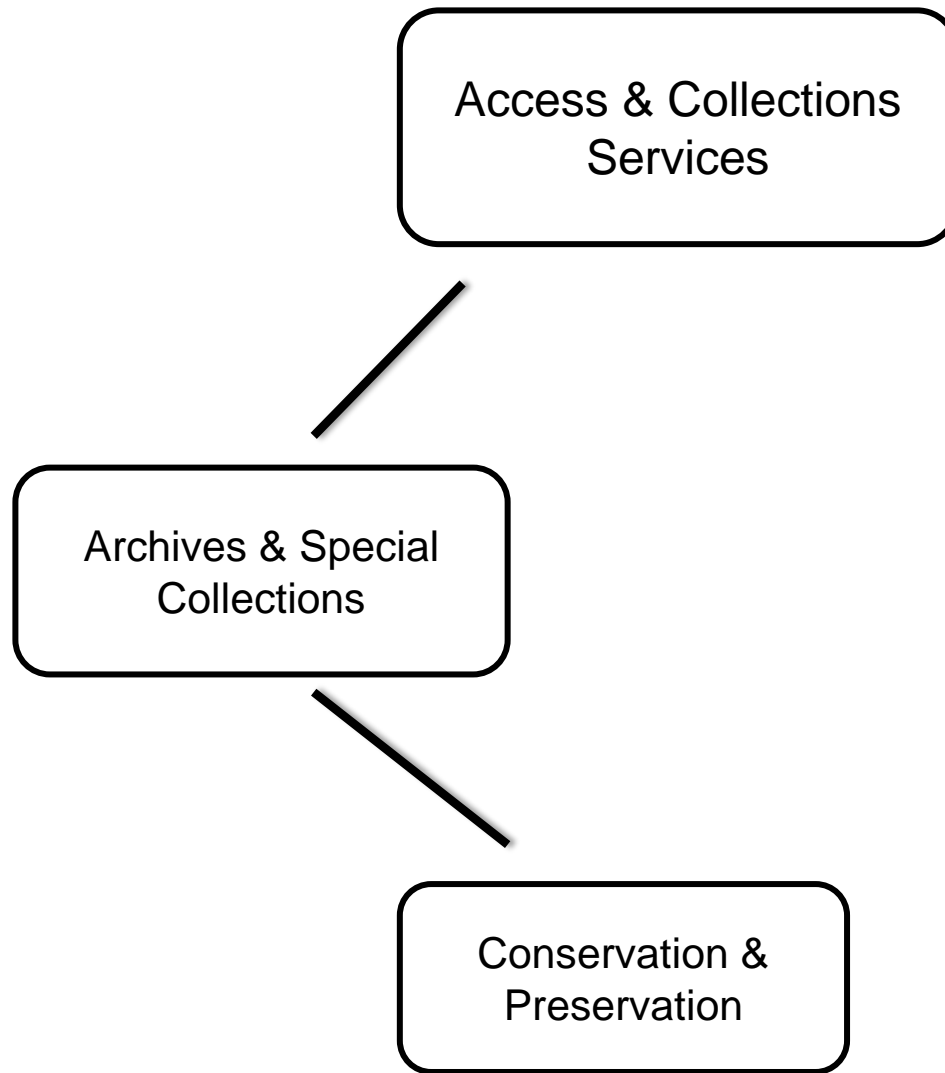 Access & Collections
Services
Archives & Special
Collections
Conservation &
Preservation